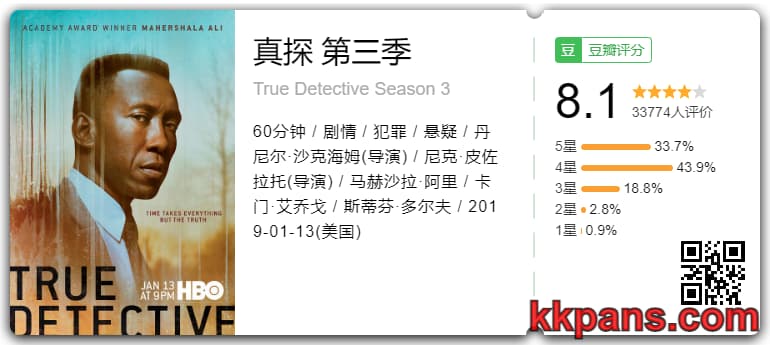 ACADEMY AWARD WINNER MAHERSHALA ALI
TIME TAKES EVERYTHING
BUT THE TRUTH
JAN 13
AT 9PM HBO
TRUE
DETECTIVE
真探 第三季
True Detective Season 3
60分钟 / 剧情 / 犯罪 / 悬疑 / 丹
尼尔·沙克海姆(导演) / 尼克·皮佐
拉托(导演) / 马赫沙拉·阿里 / 卡
门·艾乔戈 / 斯蒂芬·多尔夫 / 201
9-01-13(美国)
豆 豆瓣评分
8.1
33774人评价
5星 33.7%
4星 43.9%
3星 18.8%
2星 2.8%
1星 0.9%
kkpans.com